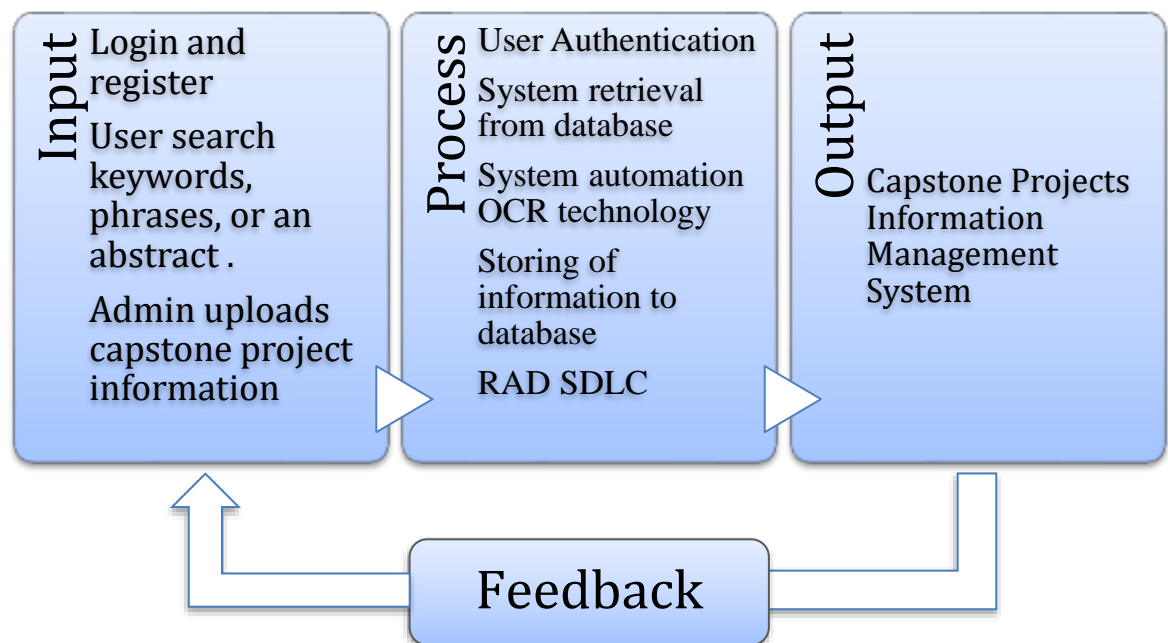 Input
Login and
register
User search
keywords,
phrases, or an
abstract .
Admin uploads
capstone project
information
Process
User Authentication
System retrieval
from database
System automation
OCR technology
Storing of
information to
database
RAD SDLC
Output
Capstone Projects
Information
Management
System
Feedback